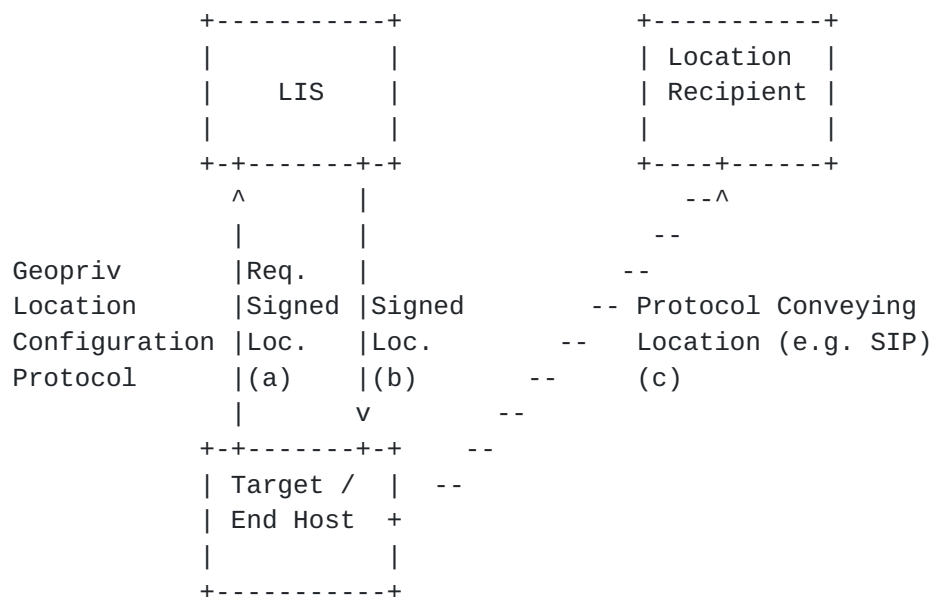 Location
LIS Recipient
Geopriv Req.
Location Signed Signed Protocol Conveying
Configuration Loc. Loc. Location (e.g. SIP)
Protocol (a) (b) (c)
Target /
End Host